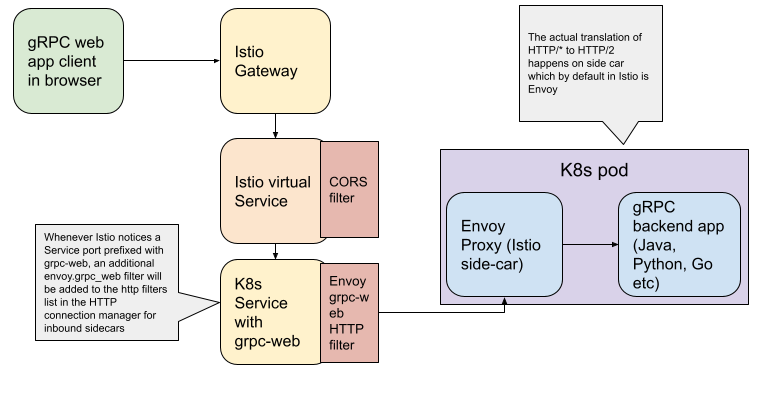 gRPC web
app client
in browser
Istio
Gateway
The actual translation of
HTTP/* to HTTP/2
happens on side car
which by default in Istio is
Envoy
Istio virtual
Service
CORS
filter
K8s pod
Envoy
Proxy (Istio
side-car)
gRPC
backend app
(Java,
Python, Go
etc)
Whenever Istio notices a
Service port prefixed with
grpc-web, an additional
envoy.grpc_web filter will
be added to the http filters
list in the HTTP
connection manager for
inbound sidecars
K8s
Service
with
grpc-web
Envoy
grpc-w
eb
HTTP
filter